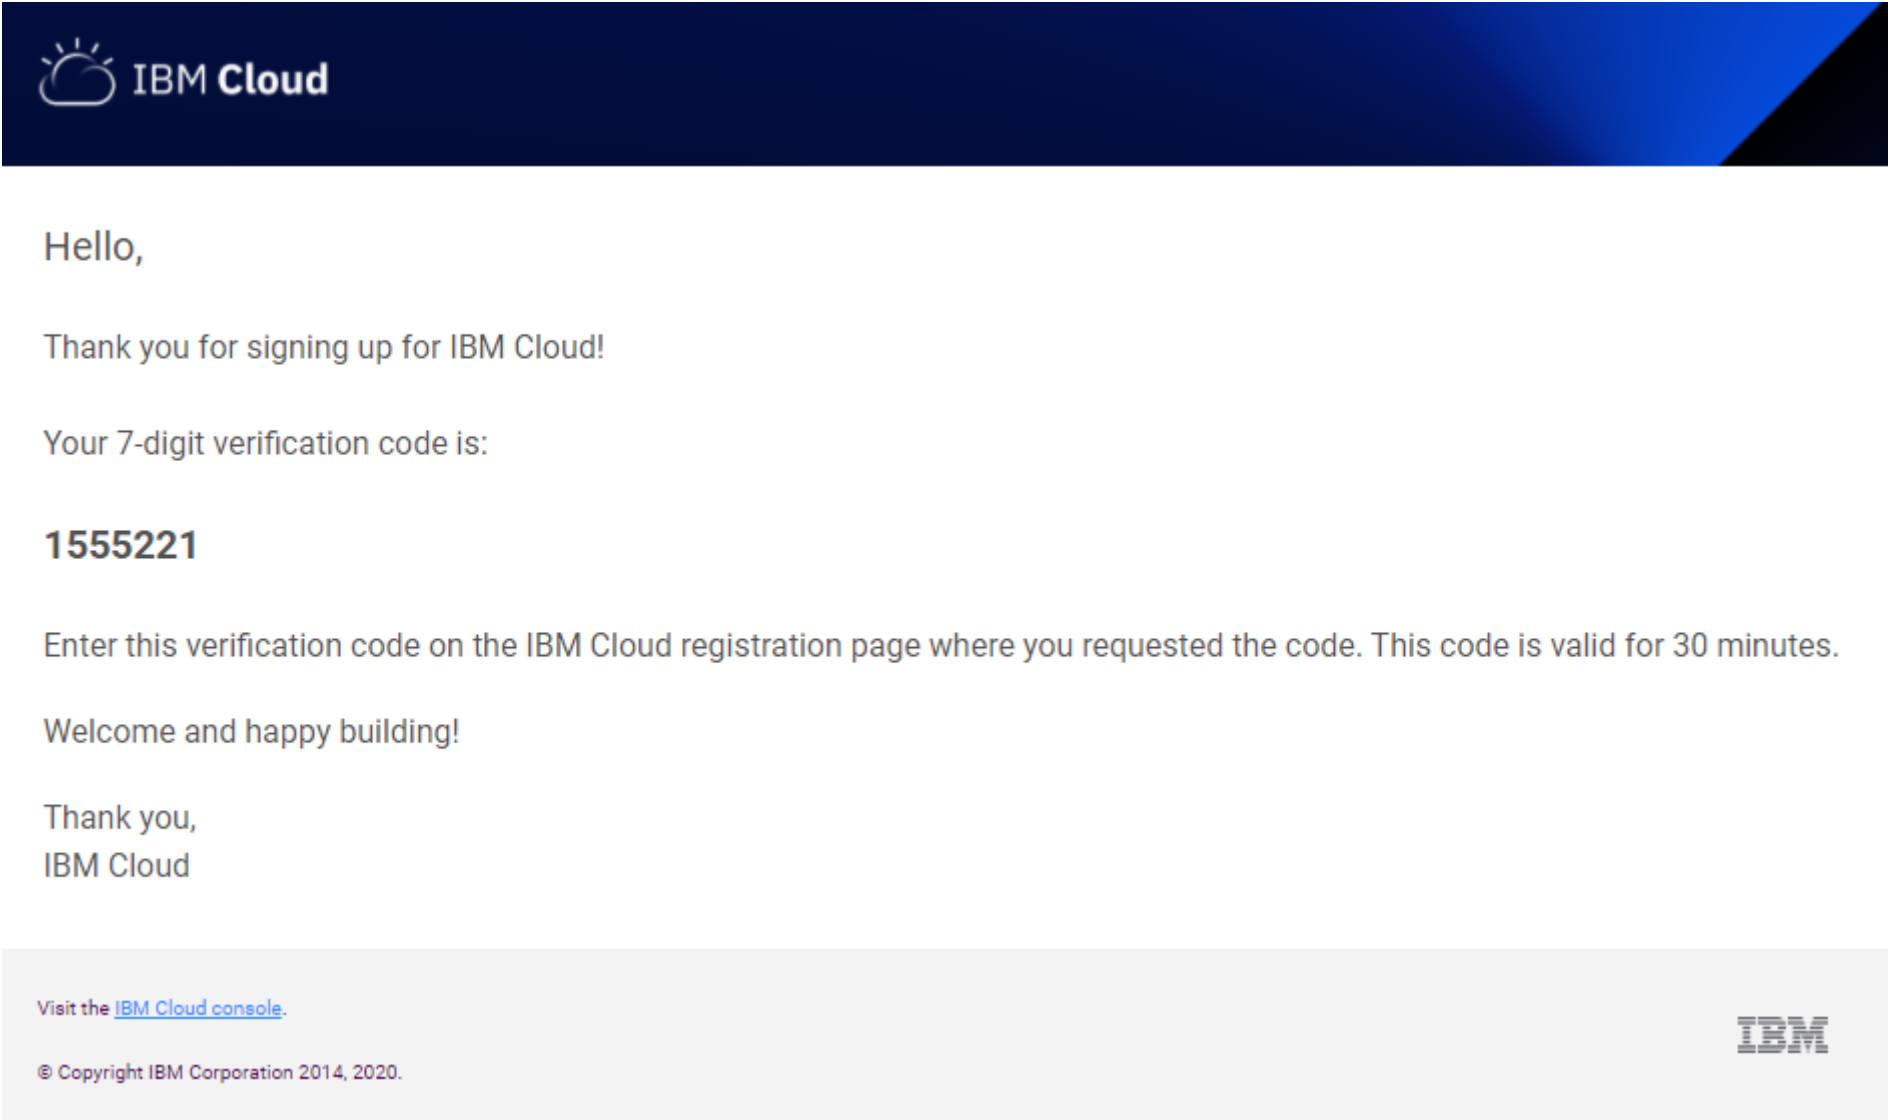 IBM Cloud
Hello,
Thank you for signing up for IBM Cloud!
Your 7-digit verification code is:
1555221
Enter this verification code on the IBM Cloud registration page where you requested the code. This code is valid for 30 minutes.
Welcome and happy building!
Thank you,
IBM Cloud
Visit the IBM Cloud console.
IBM
© Copyright IBM Corporation 2014, 2020.